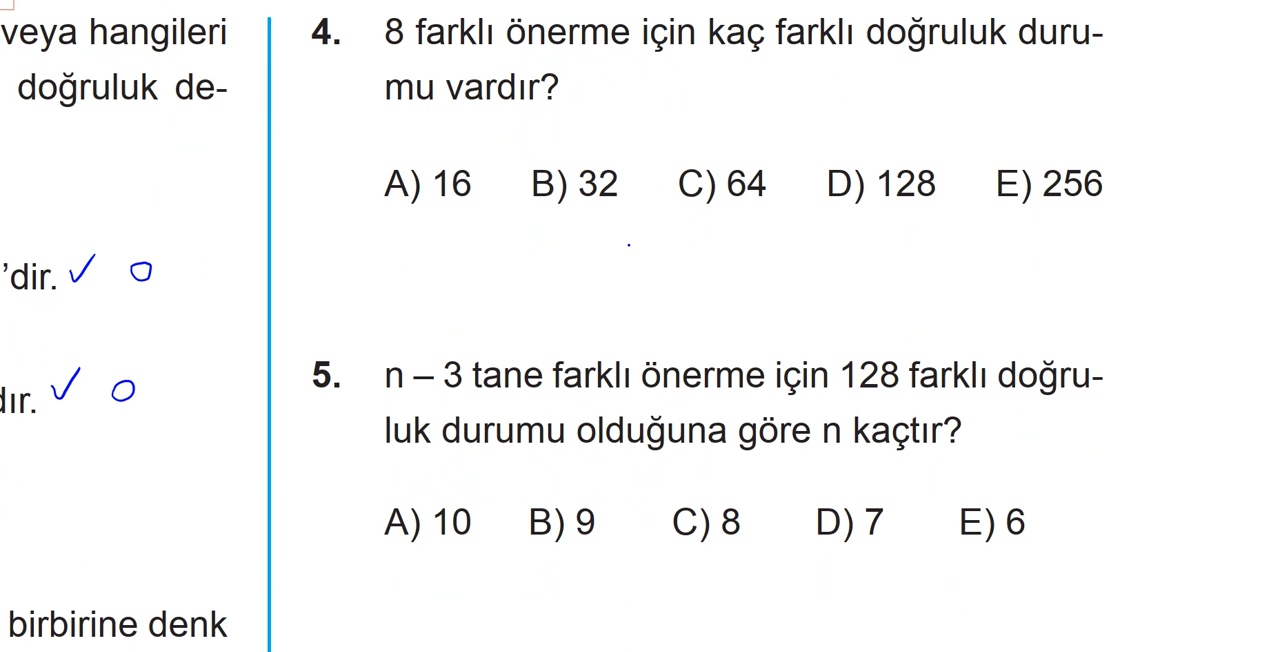 veya hangileri
doğruluk de-
'dir.
dır.
birbirine denk
4. 8 farklı önerme için kaç farklı doğruluk duru-
mu vardır?
A) 16 B) 32 C) 64 D) 128 E) 256
5. n – 3 tane farklı önerme için 128 farklı doğru-
luk durumu olduğuna göre n kaçtır?
A) 10 B) 9 C) 8 D) 7 E) 6